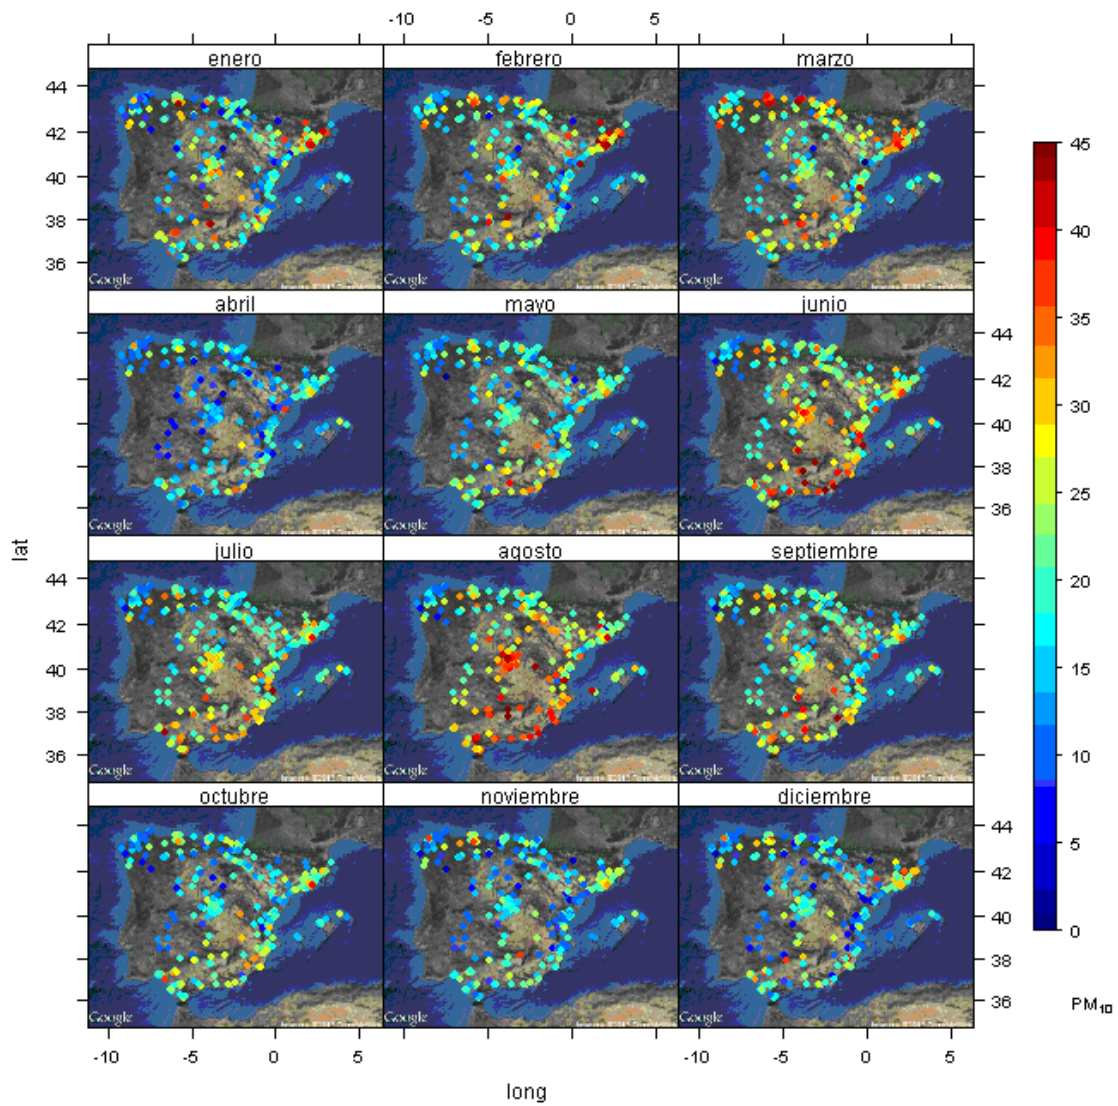 -10 -5 0 5
enero febrero marzo
44
42
40
38
36
Google Google Google
abril mayo junio
44
42
40
38
36
Google Google Google
julio agosto septiembre
44
42
40
38
36
Google Google Google
octubre noviembre diciembre
44
42
40
38
36
Google Google Google
-10 -5 0 5 -10 -5 0 5
lat
long
45
40
35
30
25
20
15
10
5
0
PM10